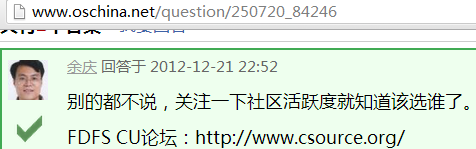 www.oschina.net/question/250720_84246
余庆 回答于 2012-12-21 22:52
别的都不说，关注一下社区活跃度就知道该选谁了。
FDFS CU论坛：http://www.csource.org/